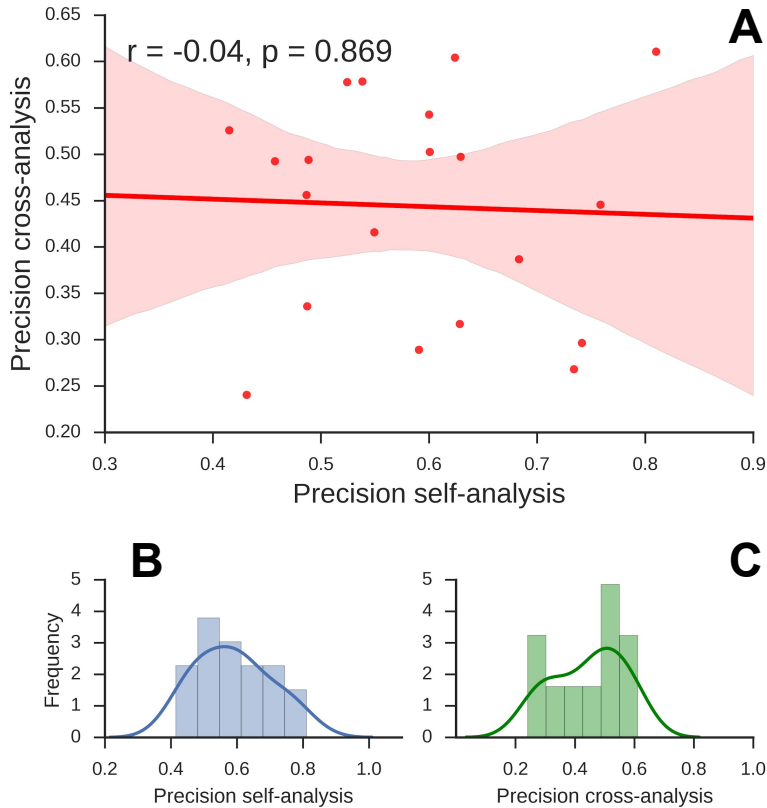 A
r = -0.04, p = 0.869
Precision cross-analysis
0.65
0.60
0.55
0.50
0.45
0.40
0.35
0.30
0.25
0.20
0.3 0.4 0.5 0.6 0.7 0.8 0.9
Precision self-analysis
B
Frequency
5
4
3
2
1
0
0.2 0.4 0.6 0.8 1.0
Precision self-analysis
C
5
4
3
2
1
0
0.2 0.4 0.6 0.8 1.0
Precision cross-analysis